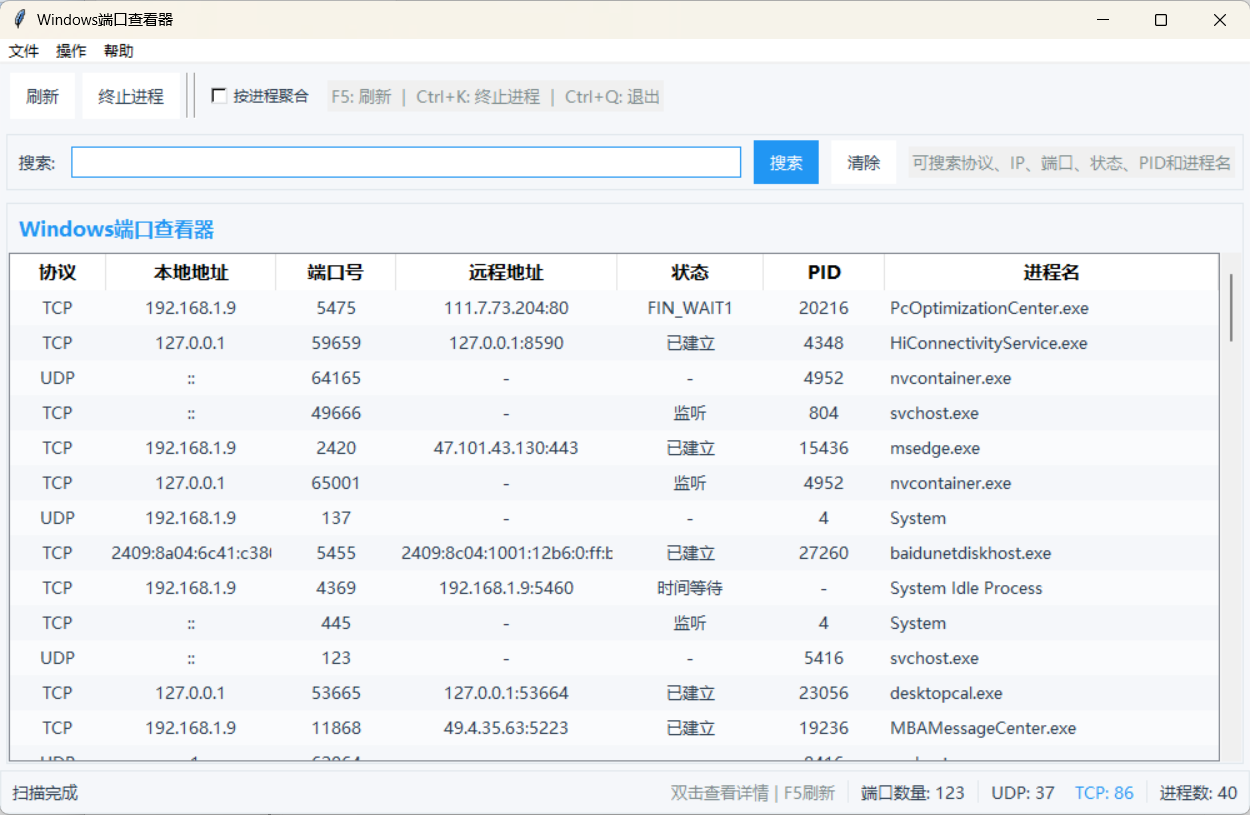 Windows端口查看器
文件 操作 帮助
刷新 终止进程 按进程聚合 F5: 刷新 | Ctrl+K: 终止进程 | Ctrl+Q: 退出
搜索: 搜索 清除 可搜索协议、IP、端口、状态、PID和进程名
Windows端口查看器
协议 本地地址 端口号 远程地址 状态 PID 进程名
TCP 192.168.1.9 5475 111.7.73.204:80 FIN_WAIT1 20216 PcOptimizationCenter.exe
TCP 127.0.0.1 59659 127.0.0.1:8590 已建立 4348 HiConnectivityService.exe
UDP :: 64165 - - 4952 nvcontainer.exe
TCP :: 49666 - 监听 804 svchost.exe
TCP 192.168.1.9 2420 47.101.43.130:443 已建立 15436 msedge.exe
TCP 127.0.0.1 65001 - 监听 4952 nvcontainer.exe
UDP 192.168.1.9 137 - - 4 System
TCP 2409:8a04:6c41:c38 5455 2409:8c04:1001:12b6:0:ff:b 已建立 27260 baidunetdiskhost.exe
TCP 192.168.1.9 4369 192.168.1.9:5460 时间等待 - System Idle Process
TCP :: 445 - 监听 4 System
UDP :: 123 - - 5416 svchost.exe
TCP 127.0.0.1 53665 127.0.0.1:53664 已建立 23056 desktopcal.exe
TCP 192.168.1.9 11868 49.4.35.63:5223 已建立 19236 MBAMessageCenter.exe
扫描完成 双击查看详情 | F5刷新 端口数量: 123 UDP: 37 TCP: 86 进程数: 40